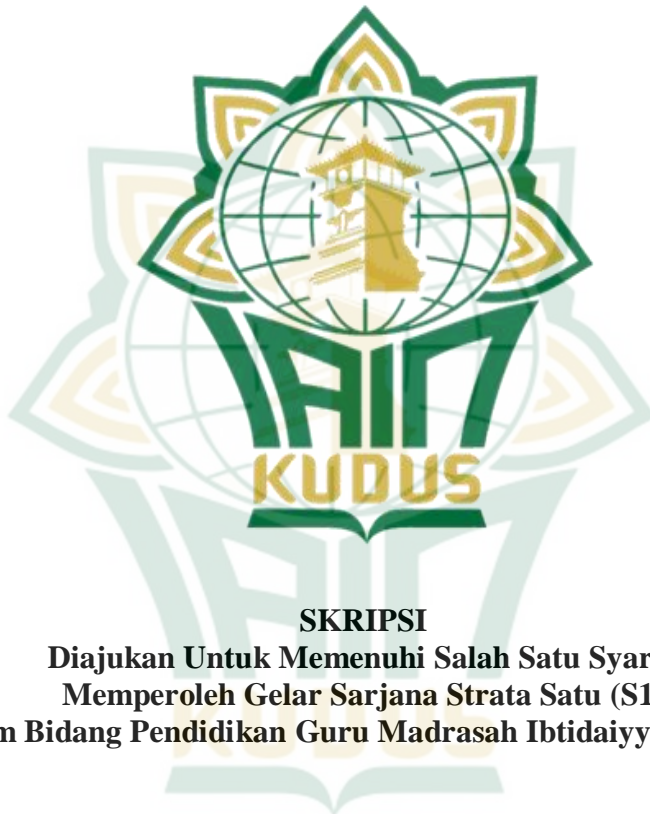 IAIN
KUDUS
SKRIPSI
Diajukan Untuk Memenuhi Salah Satu Syar
Memperoleh Gelar Sarjana Strata Satu (S1
m Bidang Pendidikan Guru Madrasah Ibtidaiyy